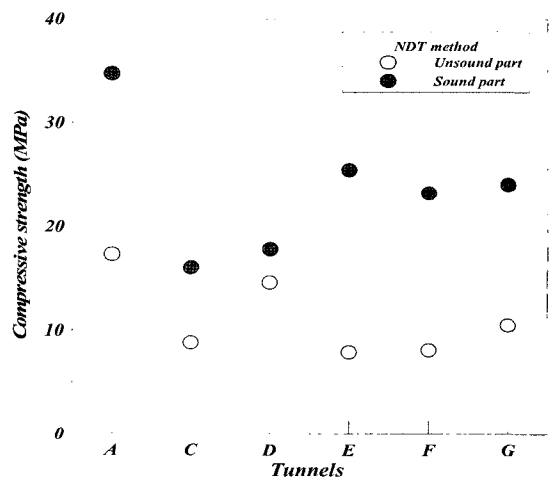 40
30
20
10
0
Compressive strength (MPa)
NDT method
Unsound part
Sound part
A C D E F G
Tunnels